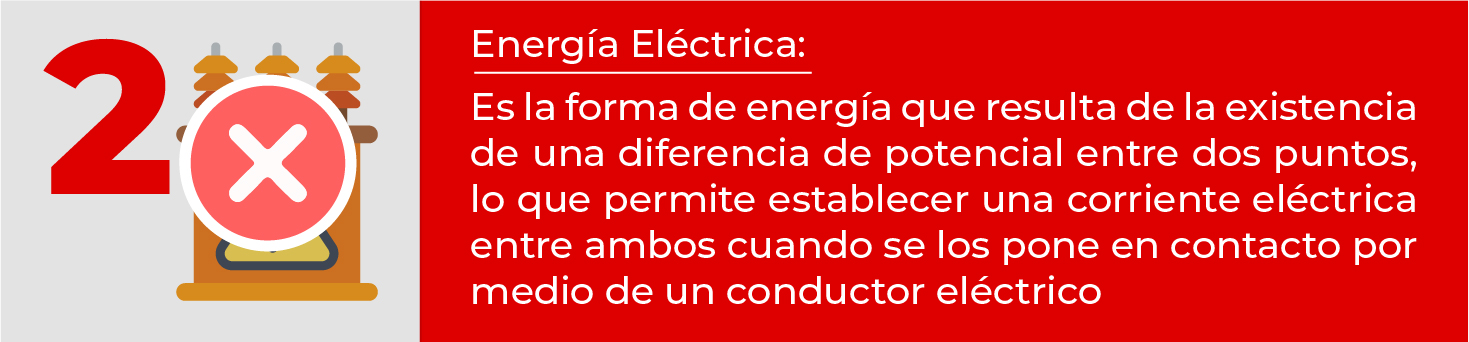 2
Energía Eléctrica:
Es la forma de energía que resulta de la existencia
de una diferencia de potencial entre dos puntos,
lo que permite establecer una corriente eléctrica
entre ambos cuando se los pone en contacto por
medio de un conductor eléctrico